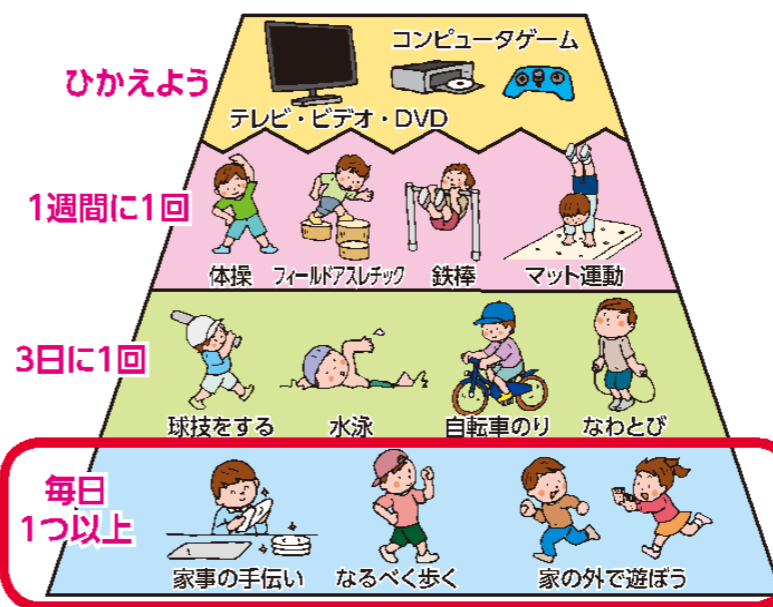 ひかえよう
コンピュータゲーム
テレビ・ビデオ・DVD
1週間に1回
体操
フィールドアスレチック
鉄棒
マット運動
3日に1回
球技をする
水泳
自転車のり
なわとび
毎日
1つ以上
家事の手伝い
なるべく歩く
家の外で遊ぼう